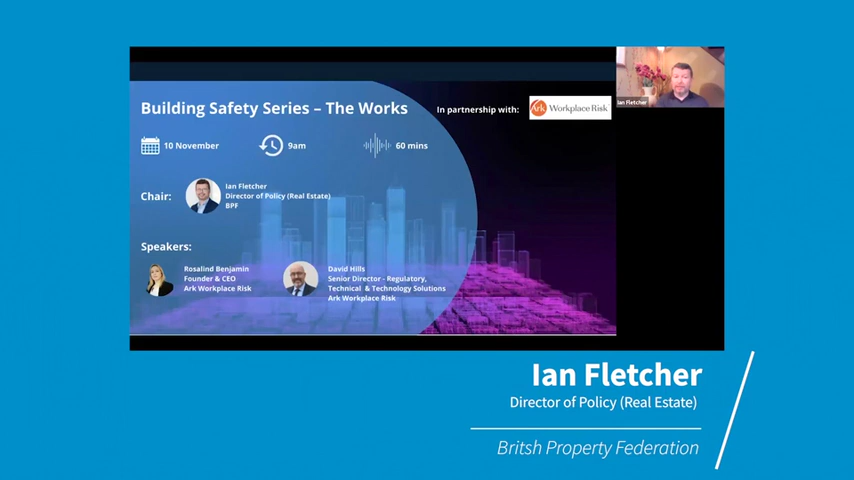 Building Safety Series – The Works
In partnership with:
Ark Workplace Risk
Ian Fletcher
10 November
9am
60 mins
Chair:
Ian Fletcher
Director of Policy (Real Estate)
BPF
Speakers:
Rosalind Benjamin
Founder & CEO
Ark Workplace Risk
David Hills
Senior Director - Regulatory,
Technical & Technology Solutions
Ark Workplace Risk
Ian Fletcher
Director of Policy (Real Estate)
Britsh Property Federation